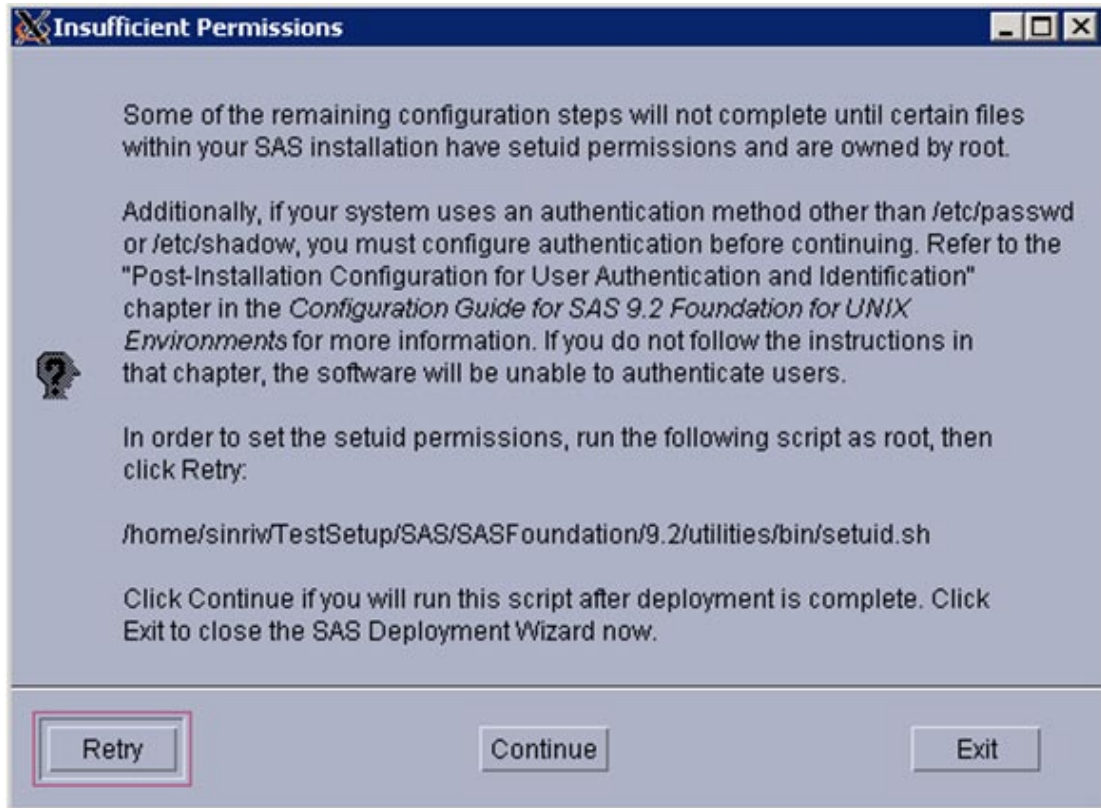 Insufficient Permissions
Some of the remaining configuration steps will not complete until certain files
within your SAS installation have setuid permissions and are owned by root.
Additionally, if your system uses an authentication method other than /etc/passwd
or /etc/shadow, you must configure authentication before continuing. Refer to the
"Post-Installation Configuration for User Authentication and Identification"
chapter in the Configuration Guide for SAS 9.2 Foundation for UNIX
Environments for more information. If you do not follow the instructions in
that chapter, the software will be unable to authenticate users.
In order to set the setuid permissions, run the following script as root, then
click Retry:
/home/sinriv/TestSetup/SAS/SASFoundation/9.2/utilities/bin/setuid.sh
Click Continue if you will run this script after deployment is complete. Click
Exit to close the SAS Deployment Wizard now.
Retry Continue Exit